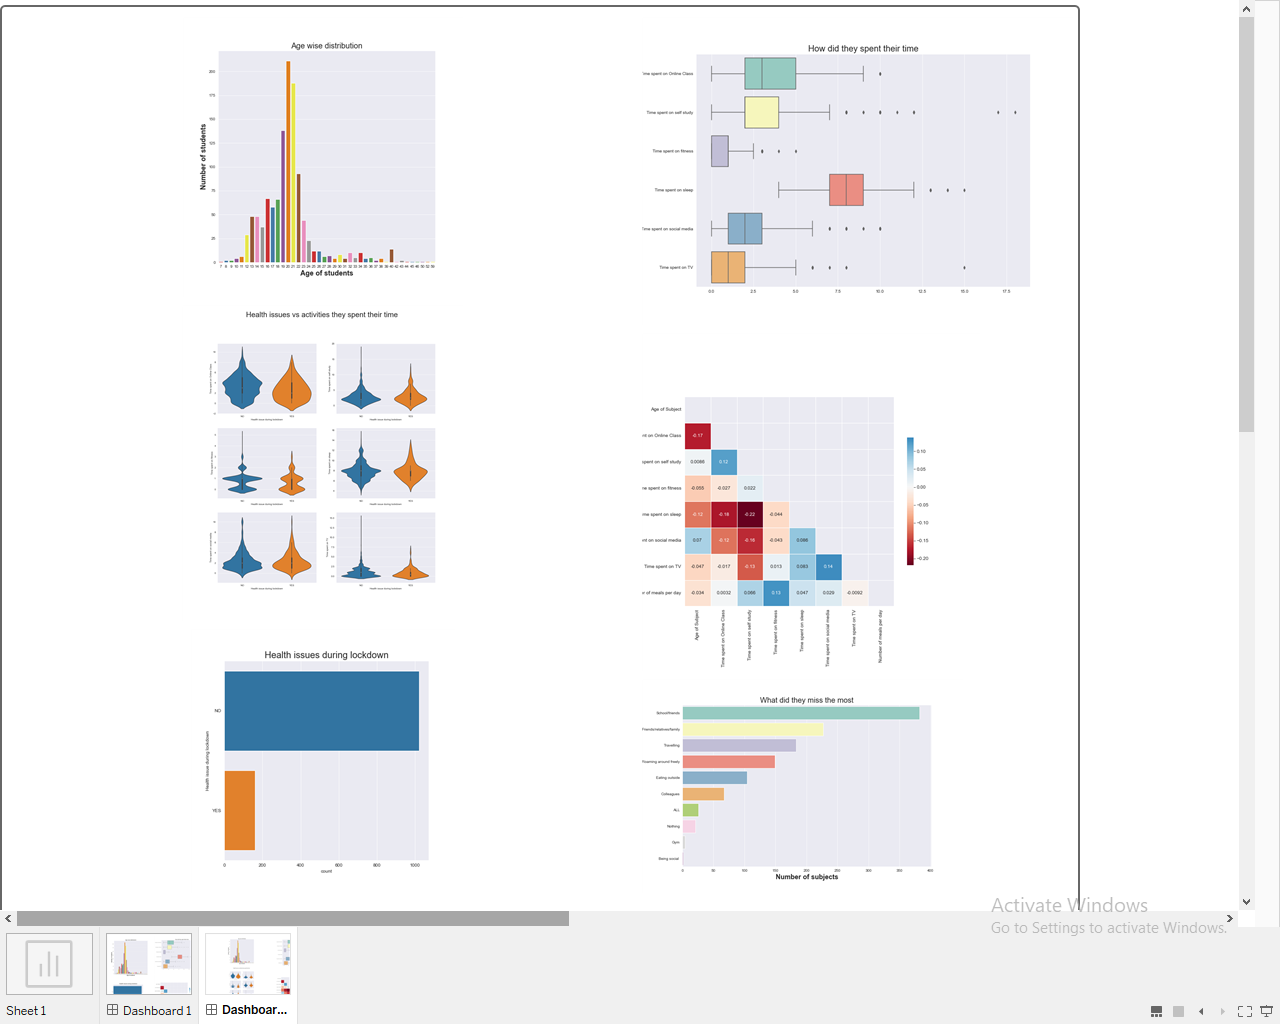 Age wise distribution
Number of students
200
175
150
125
100
75
50
25
0
Age of students
How did they spent their time
me spent on Online Class
Time spent on self study
Time spent on fitness
Time spent on sleep
ime spent on social media
Time spent on TV
0.0 2.5 5.0 7.5 10.0 12.5 15.0 17.5
Health issues vs activities they spent their time
Age of Subject
nt on Online Class
spent on self study
ne spent on fitness
me spent on sleep
nt on social media
Time spent on TV
r of meals per day
-0.17
0.0086 0.12
-0.055 -0.027 0.022
-0.12 -0.18 -0.22 -0.044
0.07 -0.12 -0.16 -0.043 0.086
-0.047 -0.017 -0.13 0.013 0.083 0.14
-0.034 0.0032 0.066 0.13 0.047 0.029 -0.0092
Age of Subject
Time spent on Online Class
Time spent on self study
Time spent on fitness
Time spent on sleep
Time spent on social media
Time spent on TV
Number of meals per day
0.10
0.05
0.00
-0.05
-0.10
-0.15
-0.20
Health issues during lockdown
Health issue during lockdown
NO
YES
0 200 400 600 800 1000
count
What did they miss the most
School/friends
Friends/relatives/family
Travelling
Roaming around freely
Eating outside
Colleagues
ALL
Nothing
Gym
Being social
0 50 100 150 200 250 300 350 400
Number of subjects
Activate Windows
Go to Settings to activate Windows.
Sheet 1
Dashboard 1
Dashboar...